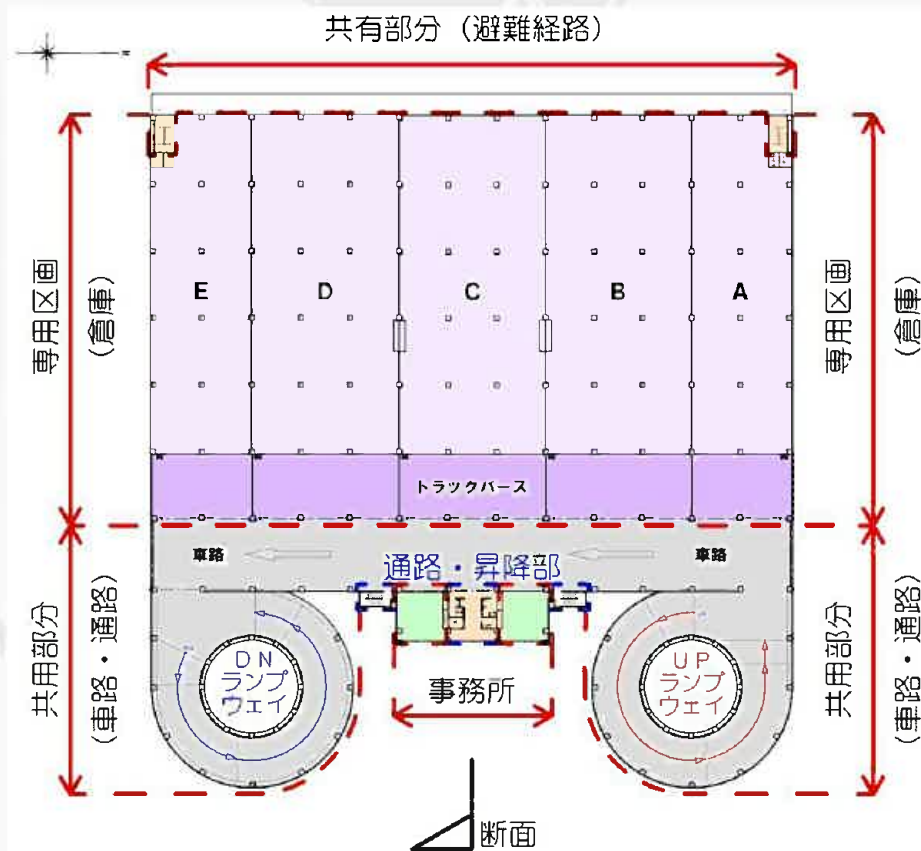 共有部分（避難経路）
専用区画
（倉庫）
E
D
C
B
A
専用区画
（倉庫）
トラックバース
車路
通路・昇降部
車路
共用部分
（車路・通路）
DN
ランプ
ウェイ
事務所
UP
ランプ
ウェイ
共用部分
（車路・通路）
断面